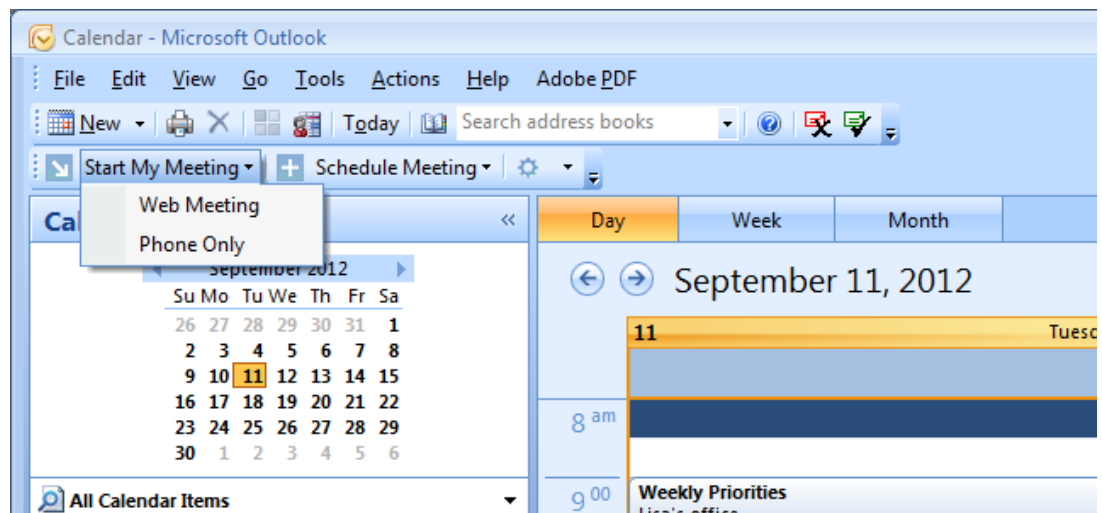 Calendar - Microsoft Outlook
File Edit View Go Tools Actions Help Adobe PDF
New Today Search address books
Start My Meeting Schedule Meeting
Web Meeting
Phone Only
Cal
«
Day Week Month
September 2012
September 11, 2012
Su Mo Tu We Th Fr Sa
26 27 28 29 30 31 1
2 3 4 5 6 7 8
9 10 11 12 13 14 15
16 17 18 19 20 21 22
23 24 25 26 27 28 29
30 1 2 3 4 5 6
11 Tuesd
8 am
All Calendar Items
9 00 Weekly Priorities
Lisa's office